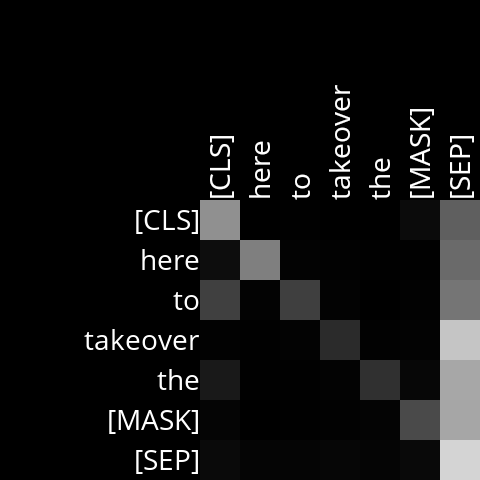 [CLS] here to takeover the [MASK] [SEP]
[CLS]
here
to
takeover
the
[MASK]
[SEP]